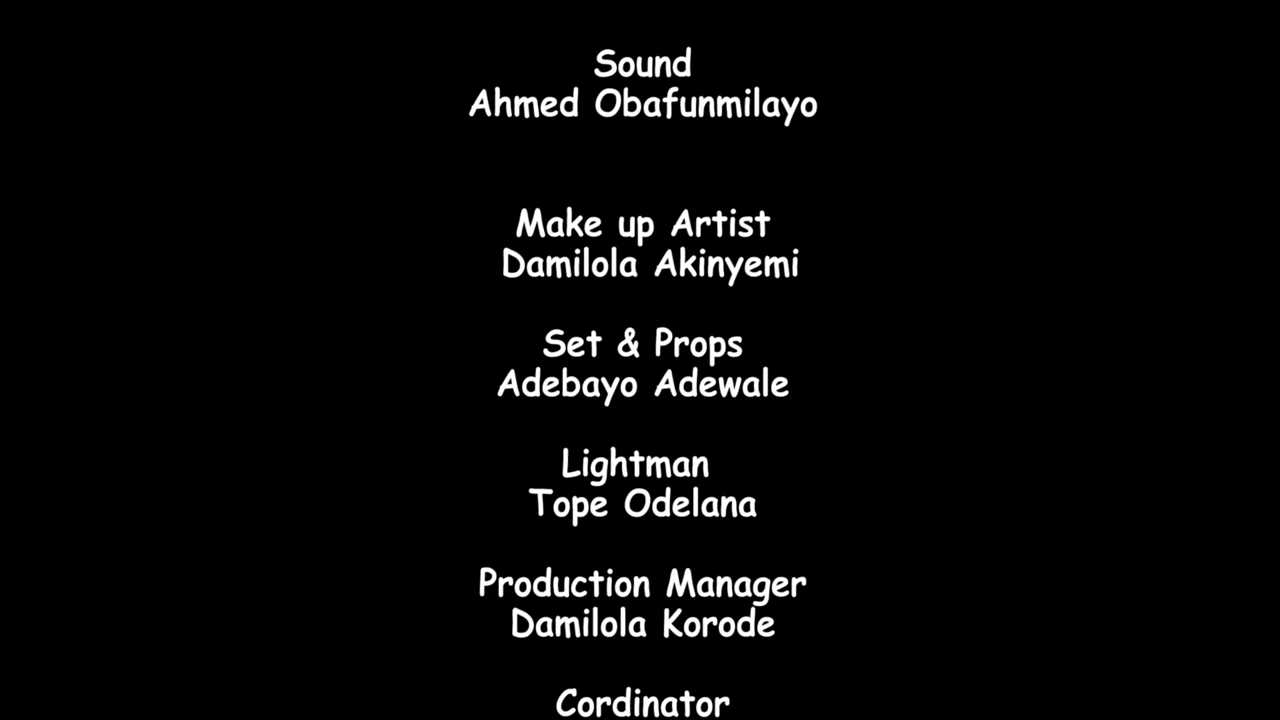 Sound
Ahmed Obafunmilayo
Make up Artist
Damilola Akinyemi
Set & Props
Adebayo Adewale
Lightman
Tope Odelana
Production Manager
Damilola Korode
Cordinator